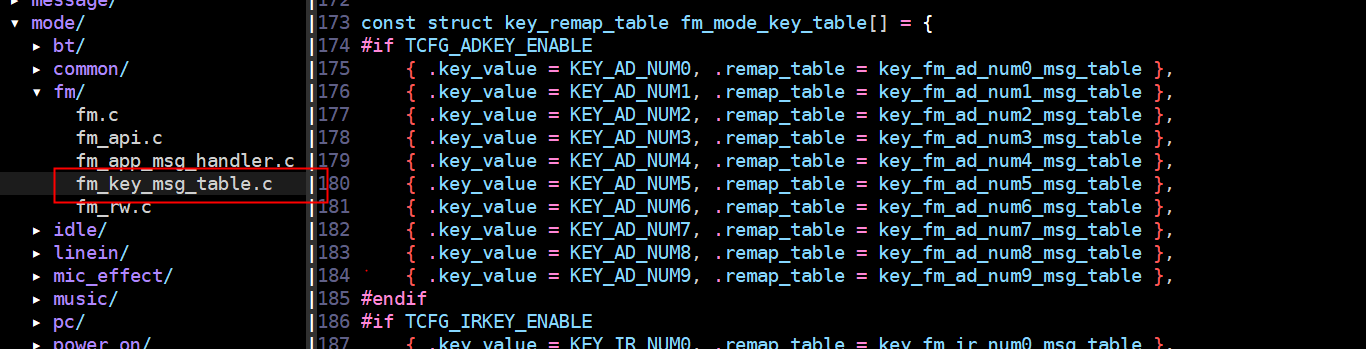 message/
▾ mode/
▸ bt/
▸ common/
▾ fm/
fm.c
fm_api.c
fm_app_msg_handler.c
fm_key_msg_table.c
fm_rw.c
▸ idle/
▸ linein/
▸ mic_effect/
▸ music/
▸ pc/
▸ power_on/
172
173 const struct key_remap_table fm_mode_key_table[] = {
174 #if TCFG_ADKEY_ENABLE
175     { .key_value = KEY_AD_NUM0, .remap_table = key_fm_ad_num0_msg_table },
176     { .key_value = KEY_AD_NUM1, .remap_table = key_fm_ad_num1_msg_table },
177     { .key_value = KEY_AD_NUM2, .remap_table = key_fm_ad_num2_msg_table },
178     { .key_value = KEY_AD_NUM3, .remap_table = key_fm_ad_num3_msg_table },
179     { .key_value = KEY_AD_NUM4, .remap_table = key_fm_ad_num4_msg_table },
180     { .key_value = KEY_AD_NUM5, .remap_table = key_fm_ad_num5_msg_table },
181     { .key_value = KEY_AD_NUM6, .remap_table = key_fm_ad_num6_msg_table },
182     { .key_value = KEY_AD_NUM7, .remap_table = key_fm_ad_num7_msg_table },
183     { .key_value = KEY_AD_NUM8, .remap_table = key_fm_ad_num8_msg_table },
184     { .key_value = KEY_AD_NUM9, .remap_table = key_fm_ad_num9_msg_table },
185 #endif
186 #if TCFG_IRKEY_ENABLE
187     { .key_value = KEY_IR_NUM0, .remap_table = key_fm_ir_num0_msg_table },